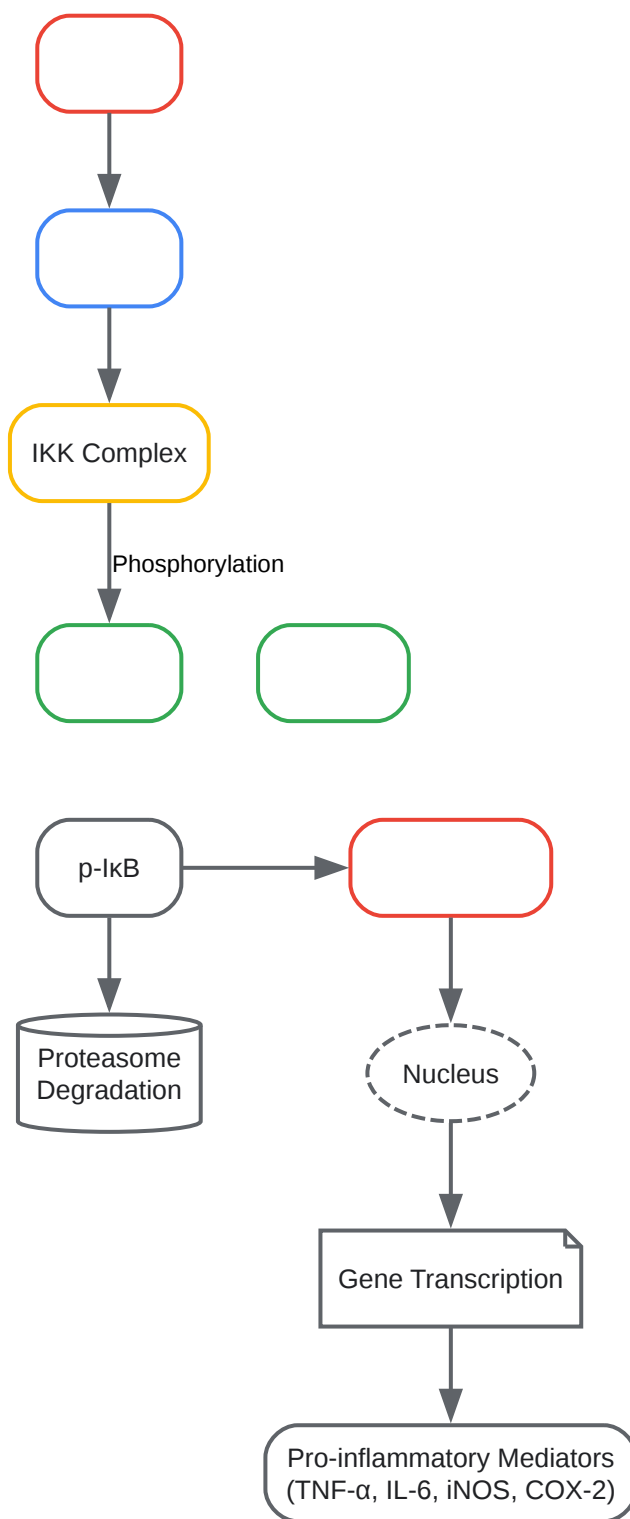 IKK Complex
Phosphorylation
p-IκB
Proteasome
Degradation
Nucleus
Gene Transcription
Pro-inflammatory Mediators
(TNF-α, IL-6, iNOS, COX-2)